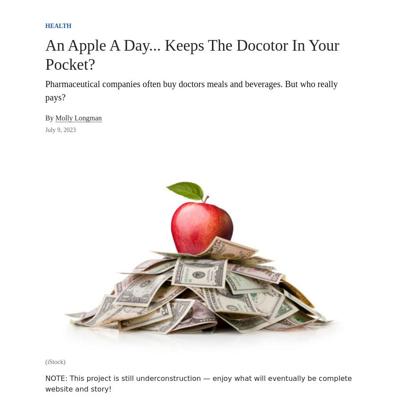 HEALTH
An Apple A Day... Keeps The Docotor In Your
Pocket?
Pharmaceutical companies often buy doctors meals and beverages. But who really
pays?
By Molly Longman
July 9, 2023
(iStock)
NOTE: This project is still underconstruction — enjoy what will eventually be complete
website and story!